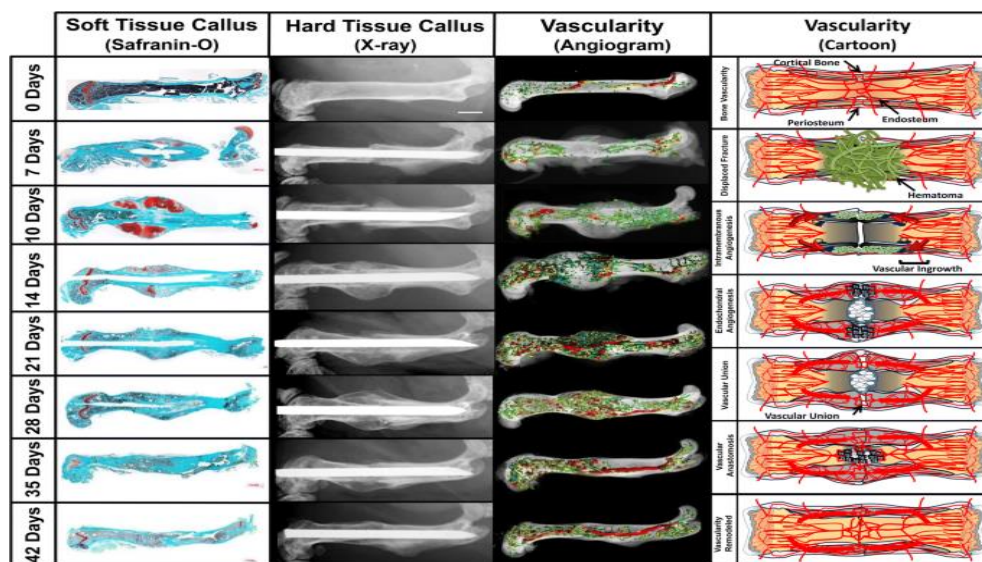 Soft Tissue Callus
(Safranin-O)
Hard Tissue Callus
(X-ray)
Vascularity
(Angiogram)
Vascularity
(Cartoon)
0 Days
Bone Vascularity
Cortical Bone
Periosteum
Endosteum
7 Days
Displaced Fracture
Hematoma
10 Days
Intramembranous
Angiogenesis
Vascular Ingrowth
14 Days
Endochondral
Angiogenesis
21 Days
28 Days
Vascular Union
Vascular Union
35 Days
Vascular
Anastomosis
42 Days
Vascularity
Remodeled